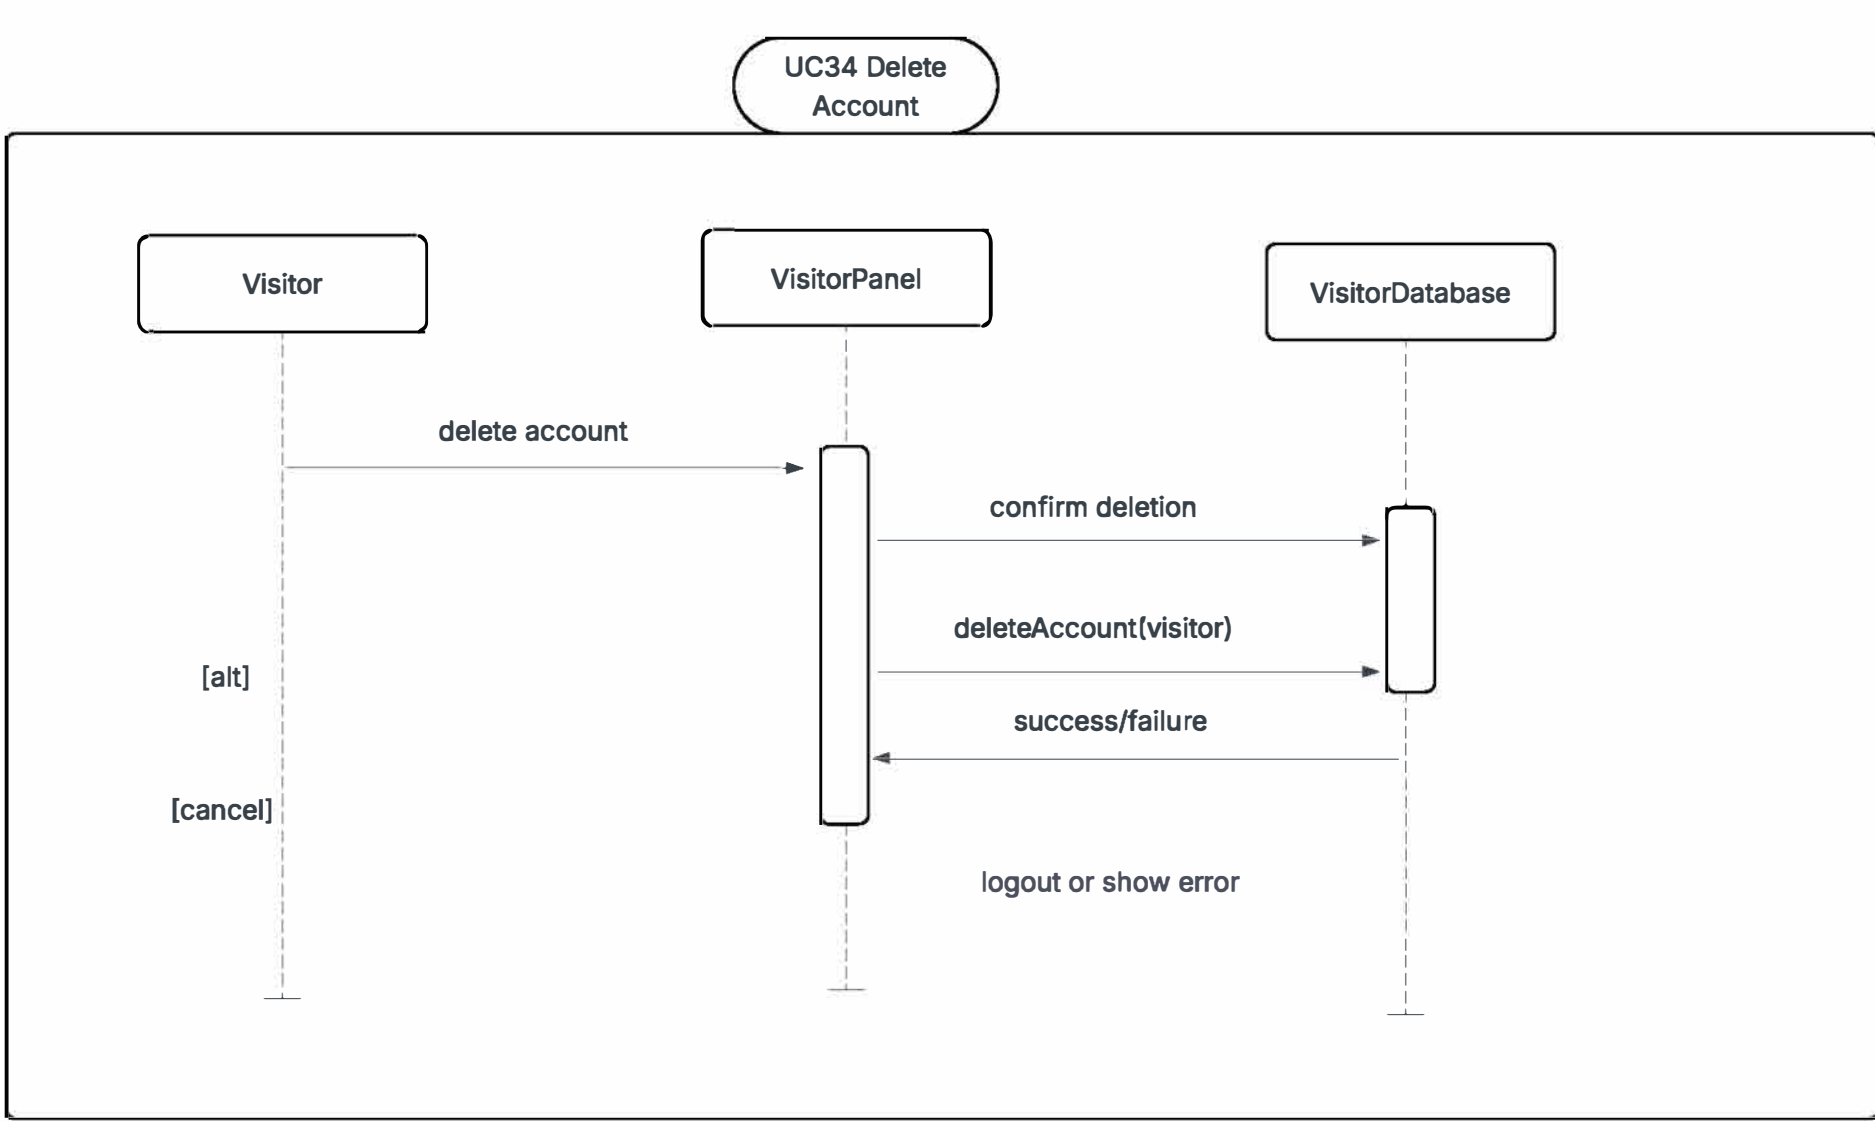 UC34 Delete
Account
Visitor
VisitorPanel
VisitorDatabase
delete account
confirm deletion
deleteAccount(visitor)
[alt]
success/failure
[cancel]
logout or show error